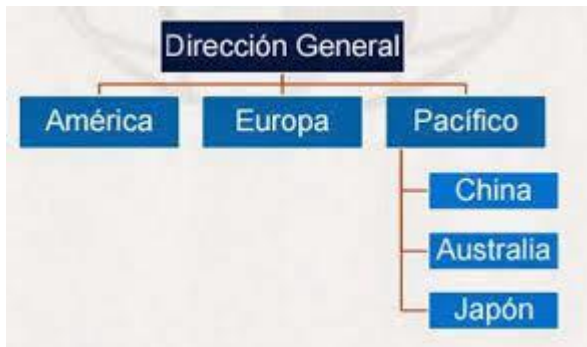 Dirección General
América
Europa
Pacífico
China
Australia
Japón